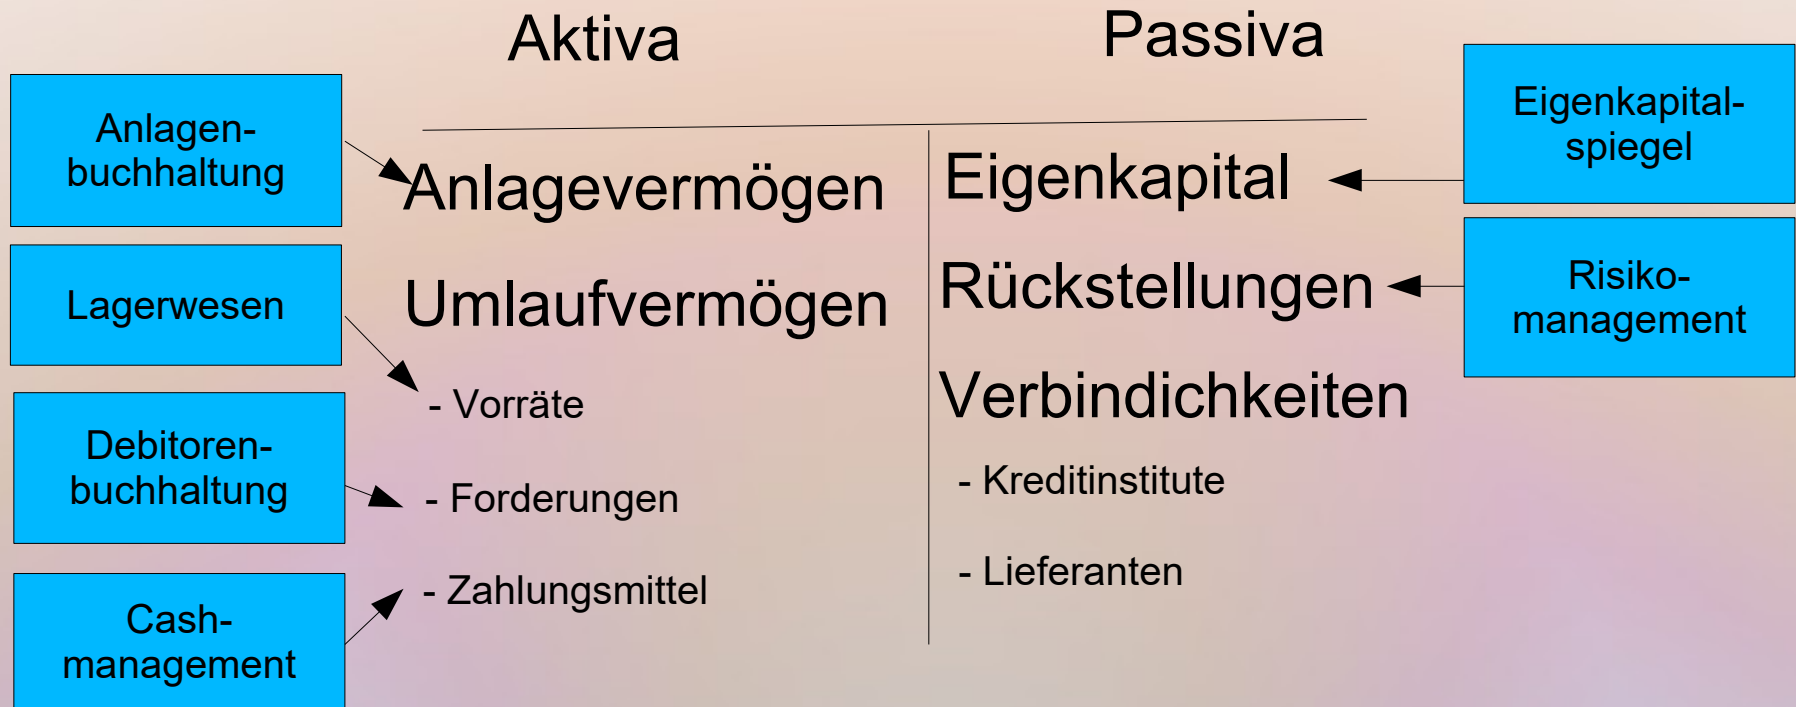 Aktiva
Passiva
Anlagen-
buchhaltung
Lagerwesen
Debitoren-
buchhaltung
Cash-
management
Anlagevermögen
Umlaufvermögen
- Vorräte
- Forderungen
- Zahlungsmittel
Eigenkapital
Rückstellungen
Verbindichkeiten
- Kreditinstitute
- Lieferanten
Eigenkapital-
spiegel
Risiko-
management